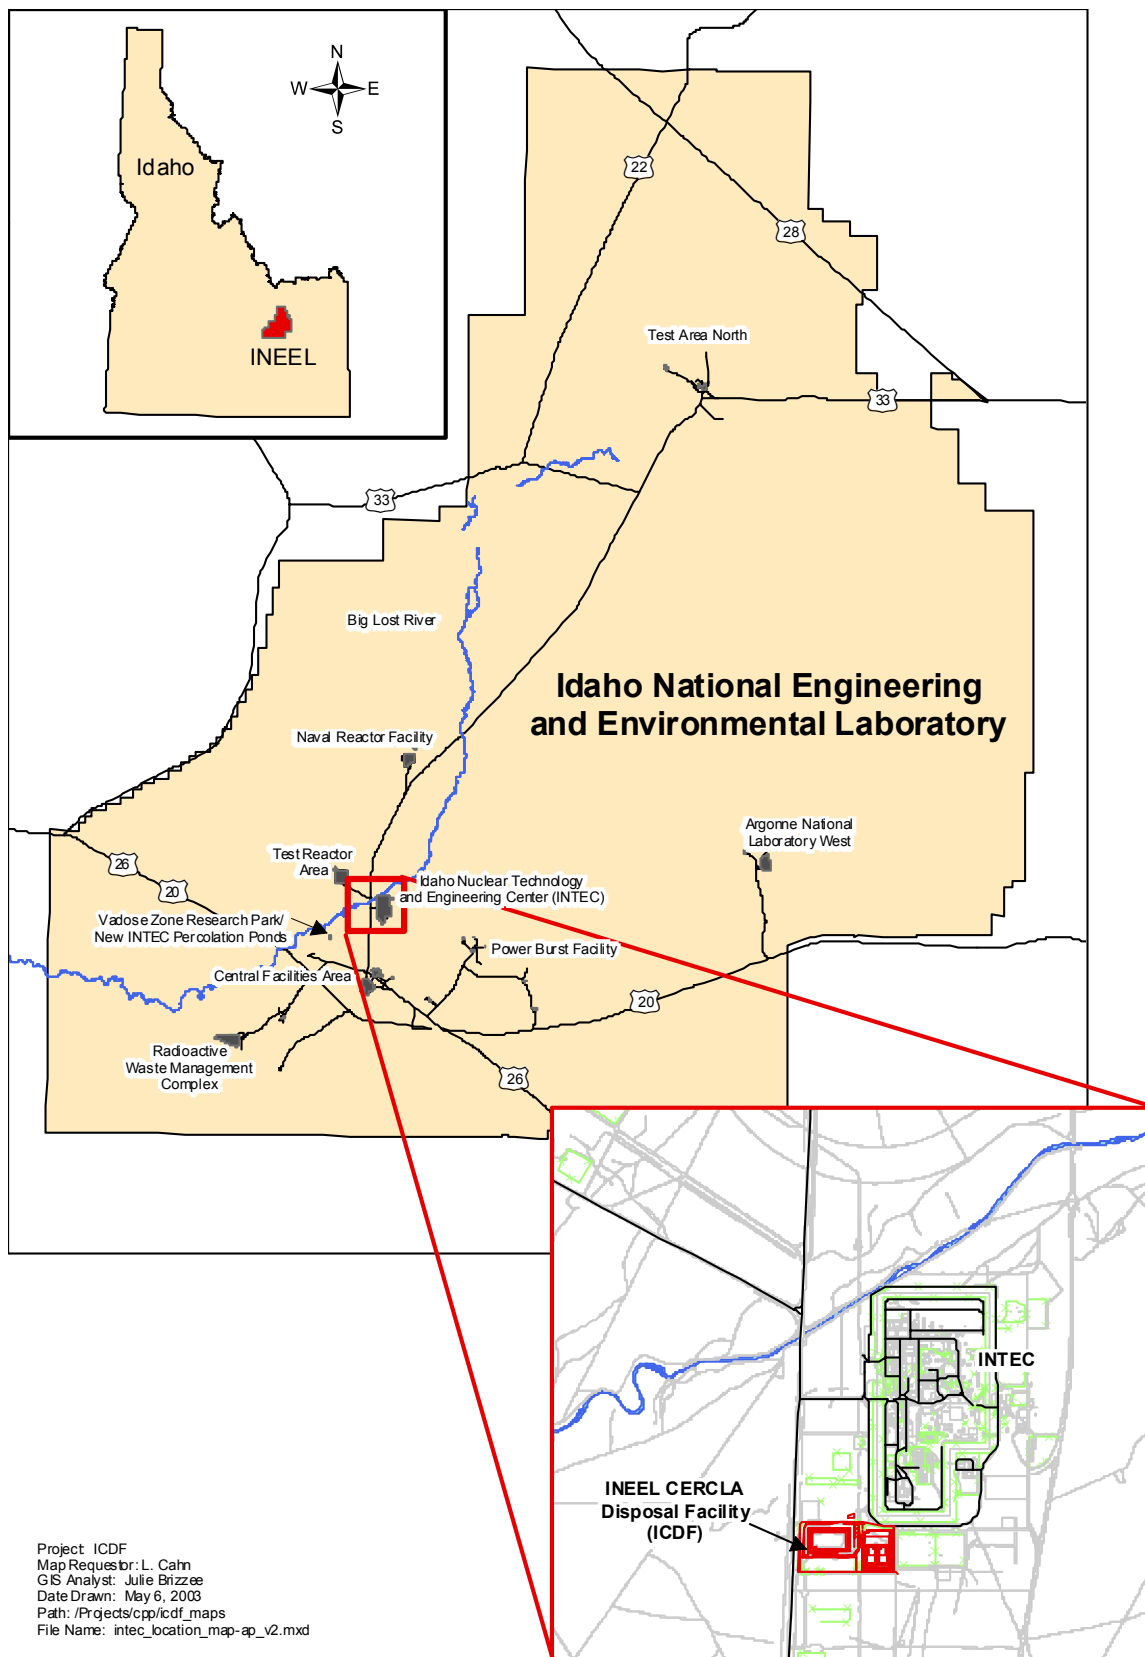 N
W E
S
Idaho
INEEL
22
28
Test Area North
33
33
Big Lost River
Idaho National Engineering
and Environmental Laboratory
Naval Reactor Facility
Argonne National
Laboratory West
Test Reactor
Area
26
20
Idaho Nuclear Technology
and Engineering Center (INTEC)
Vadose Zone Research Park/
New INTEC Percolation Ponds
Power Burst Facility
Central Facilities Area
20
Radioactive
Waste Management
Complex
26
INTEC
INEEL CERCLA
Disposal Facility
(ICDF)
Project: ICDF
Map Requestor: L. Cahn
GIS Analyst: Julie Brizzee
Date Drawn: May 6, 2003
Path: /Projects/cpp/icdf_maps
File Name: intec_location_map-ap_v2.mxd